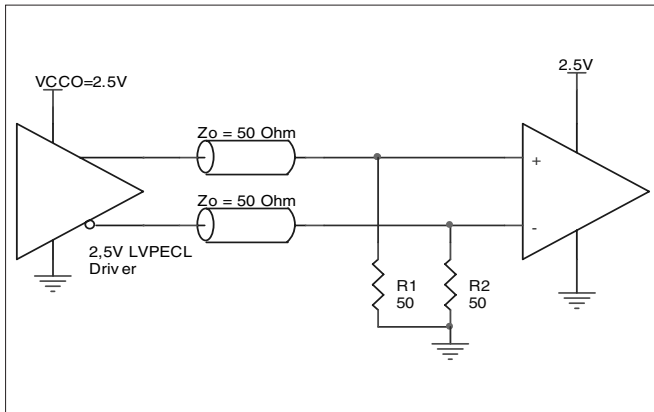 VCCO=2.5V
2.5V
Zo = 50 Ohm
+
Zo = 50 Ohm
-
2,5V LVPECL
Driver
R1
50
R2
50